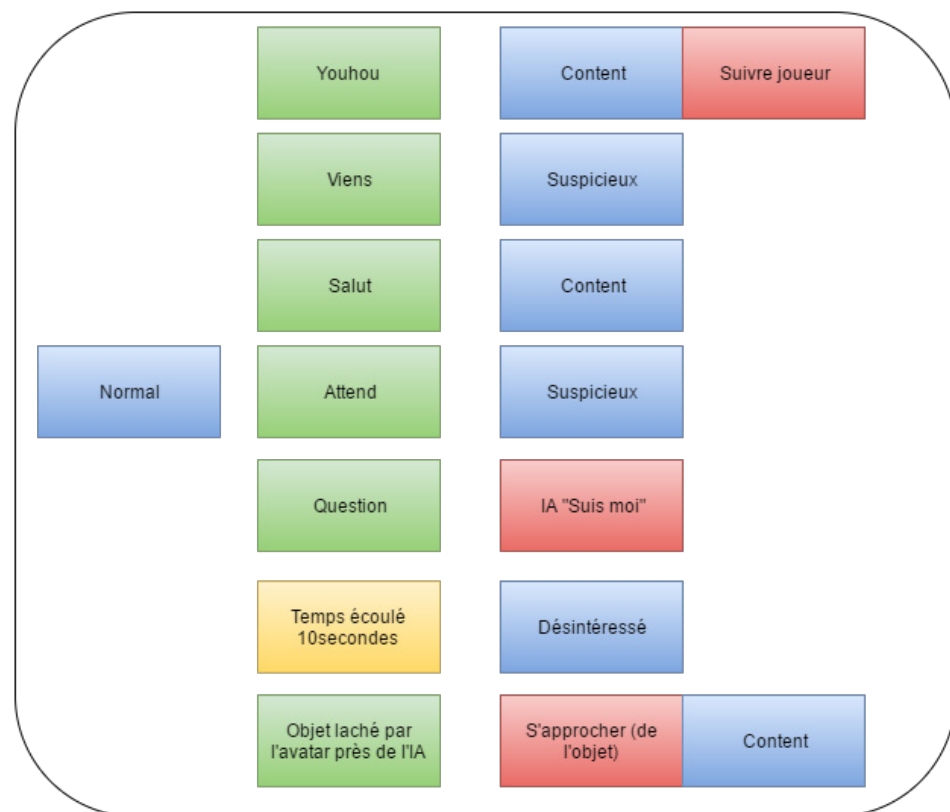 Youhou
Content
Suivre joueur
Viens
Suspicieux
Salut
Content
Normal
Attend
Suspicieux
Question
IA "Suis moi"
Temps écoulé
10secondes
Désintéressé
Objet laché par
l'avatar près de l'IA
S'approcher (de
l'objet)
Content